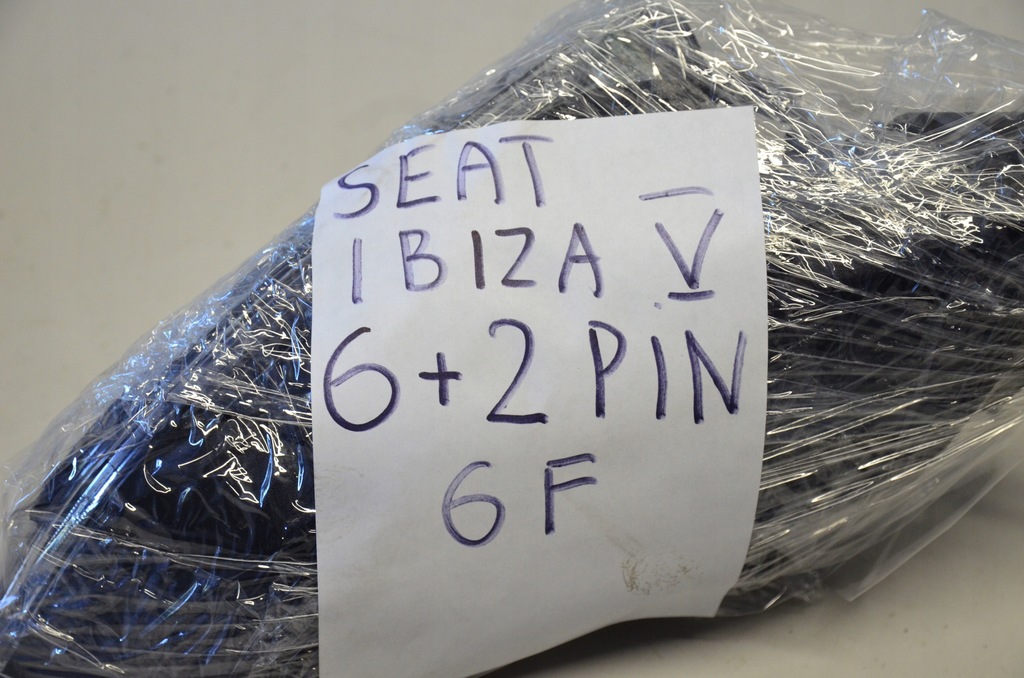 SEAT
IBIZA V
6+2 PIN
6F